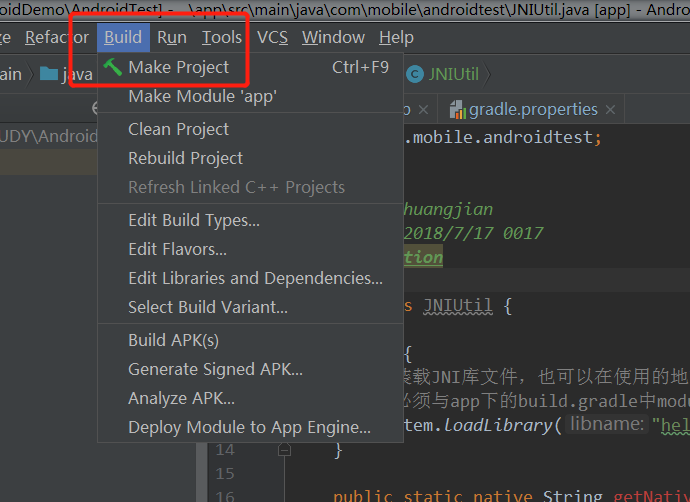 oidDemo\AndroidTest] - ...\app\src\main\java\com\mobile\androidtest\JNIUtil.java [app] - Andro
ze Refactor Build Run Tools VCS Window Help
ain java JNIUtil
Make Project Ctrl+F9
Make Module 'app'
gradle.properties
Clean Project
.mobile.androidtest;
UDY\Android
Rebuild Project
Refresh Linked C++ Projects
huangjian
Edit Build Types...
2018/7/17 0017
Edit Flavors...
tion
Edit Libraries and Dependencies...
Select Build Variant...
s JNIUtil {
Build APK(s)
{
Generate Signed APK...
装载JNI库文件，也可以在使用的地
Analyze APK...
必须与app下的build.gradle中modu
Deploy Module to App Engine...
tem.loadLibrary( libname: "hel
14 }
15
16 public static native String getNativ